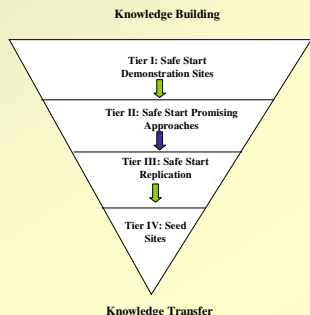 Knowledge Building
Tier I: Safe Start
Demonstration Sites
Tier II: Safe Start Promising
Approaches
Tier III: Safe Start
Replication
Tier IV: Seed
Sites
Knowledge Transfer